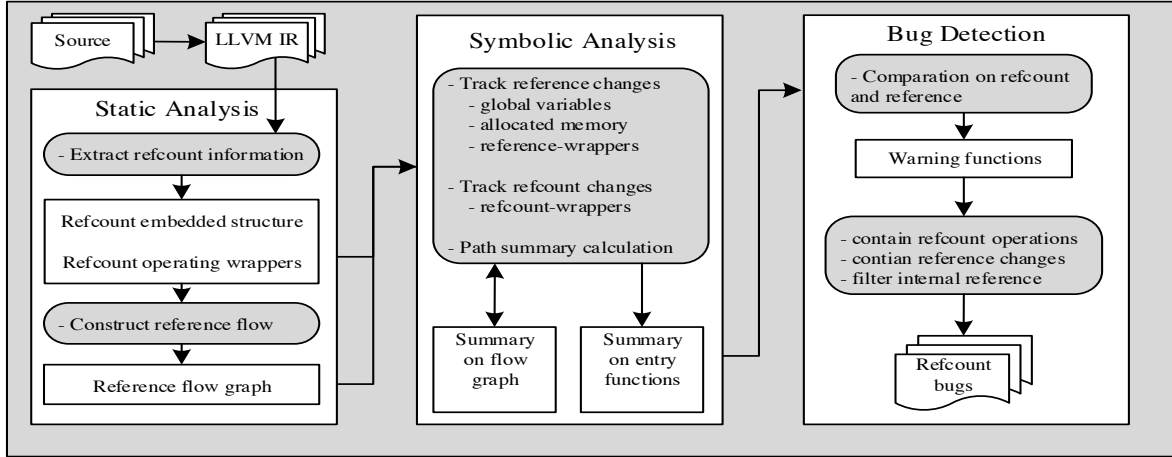 Source
LLVM IR
Static Analysis
- Extract refcount information
Refcount embedded structure
Refcount operating wrappers
- Construct reference flow
Reference flow graph
Symbolic Analysis
- Track reference changes
- global variables
- allocated memory
- reference-wrappers
- Track refcount changes
- refcount-wrappers
- Path summary calculation
Summary
on flow
graph
Summary
on entry
functions
Bug Detection
- Comparation on refcount
and reference
Warning functions
- contain refcount operations
- contian reference changes
- filter internal reference
Refcount
bugs